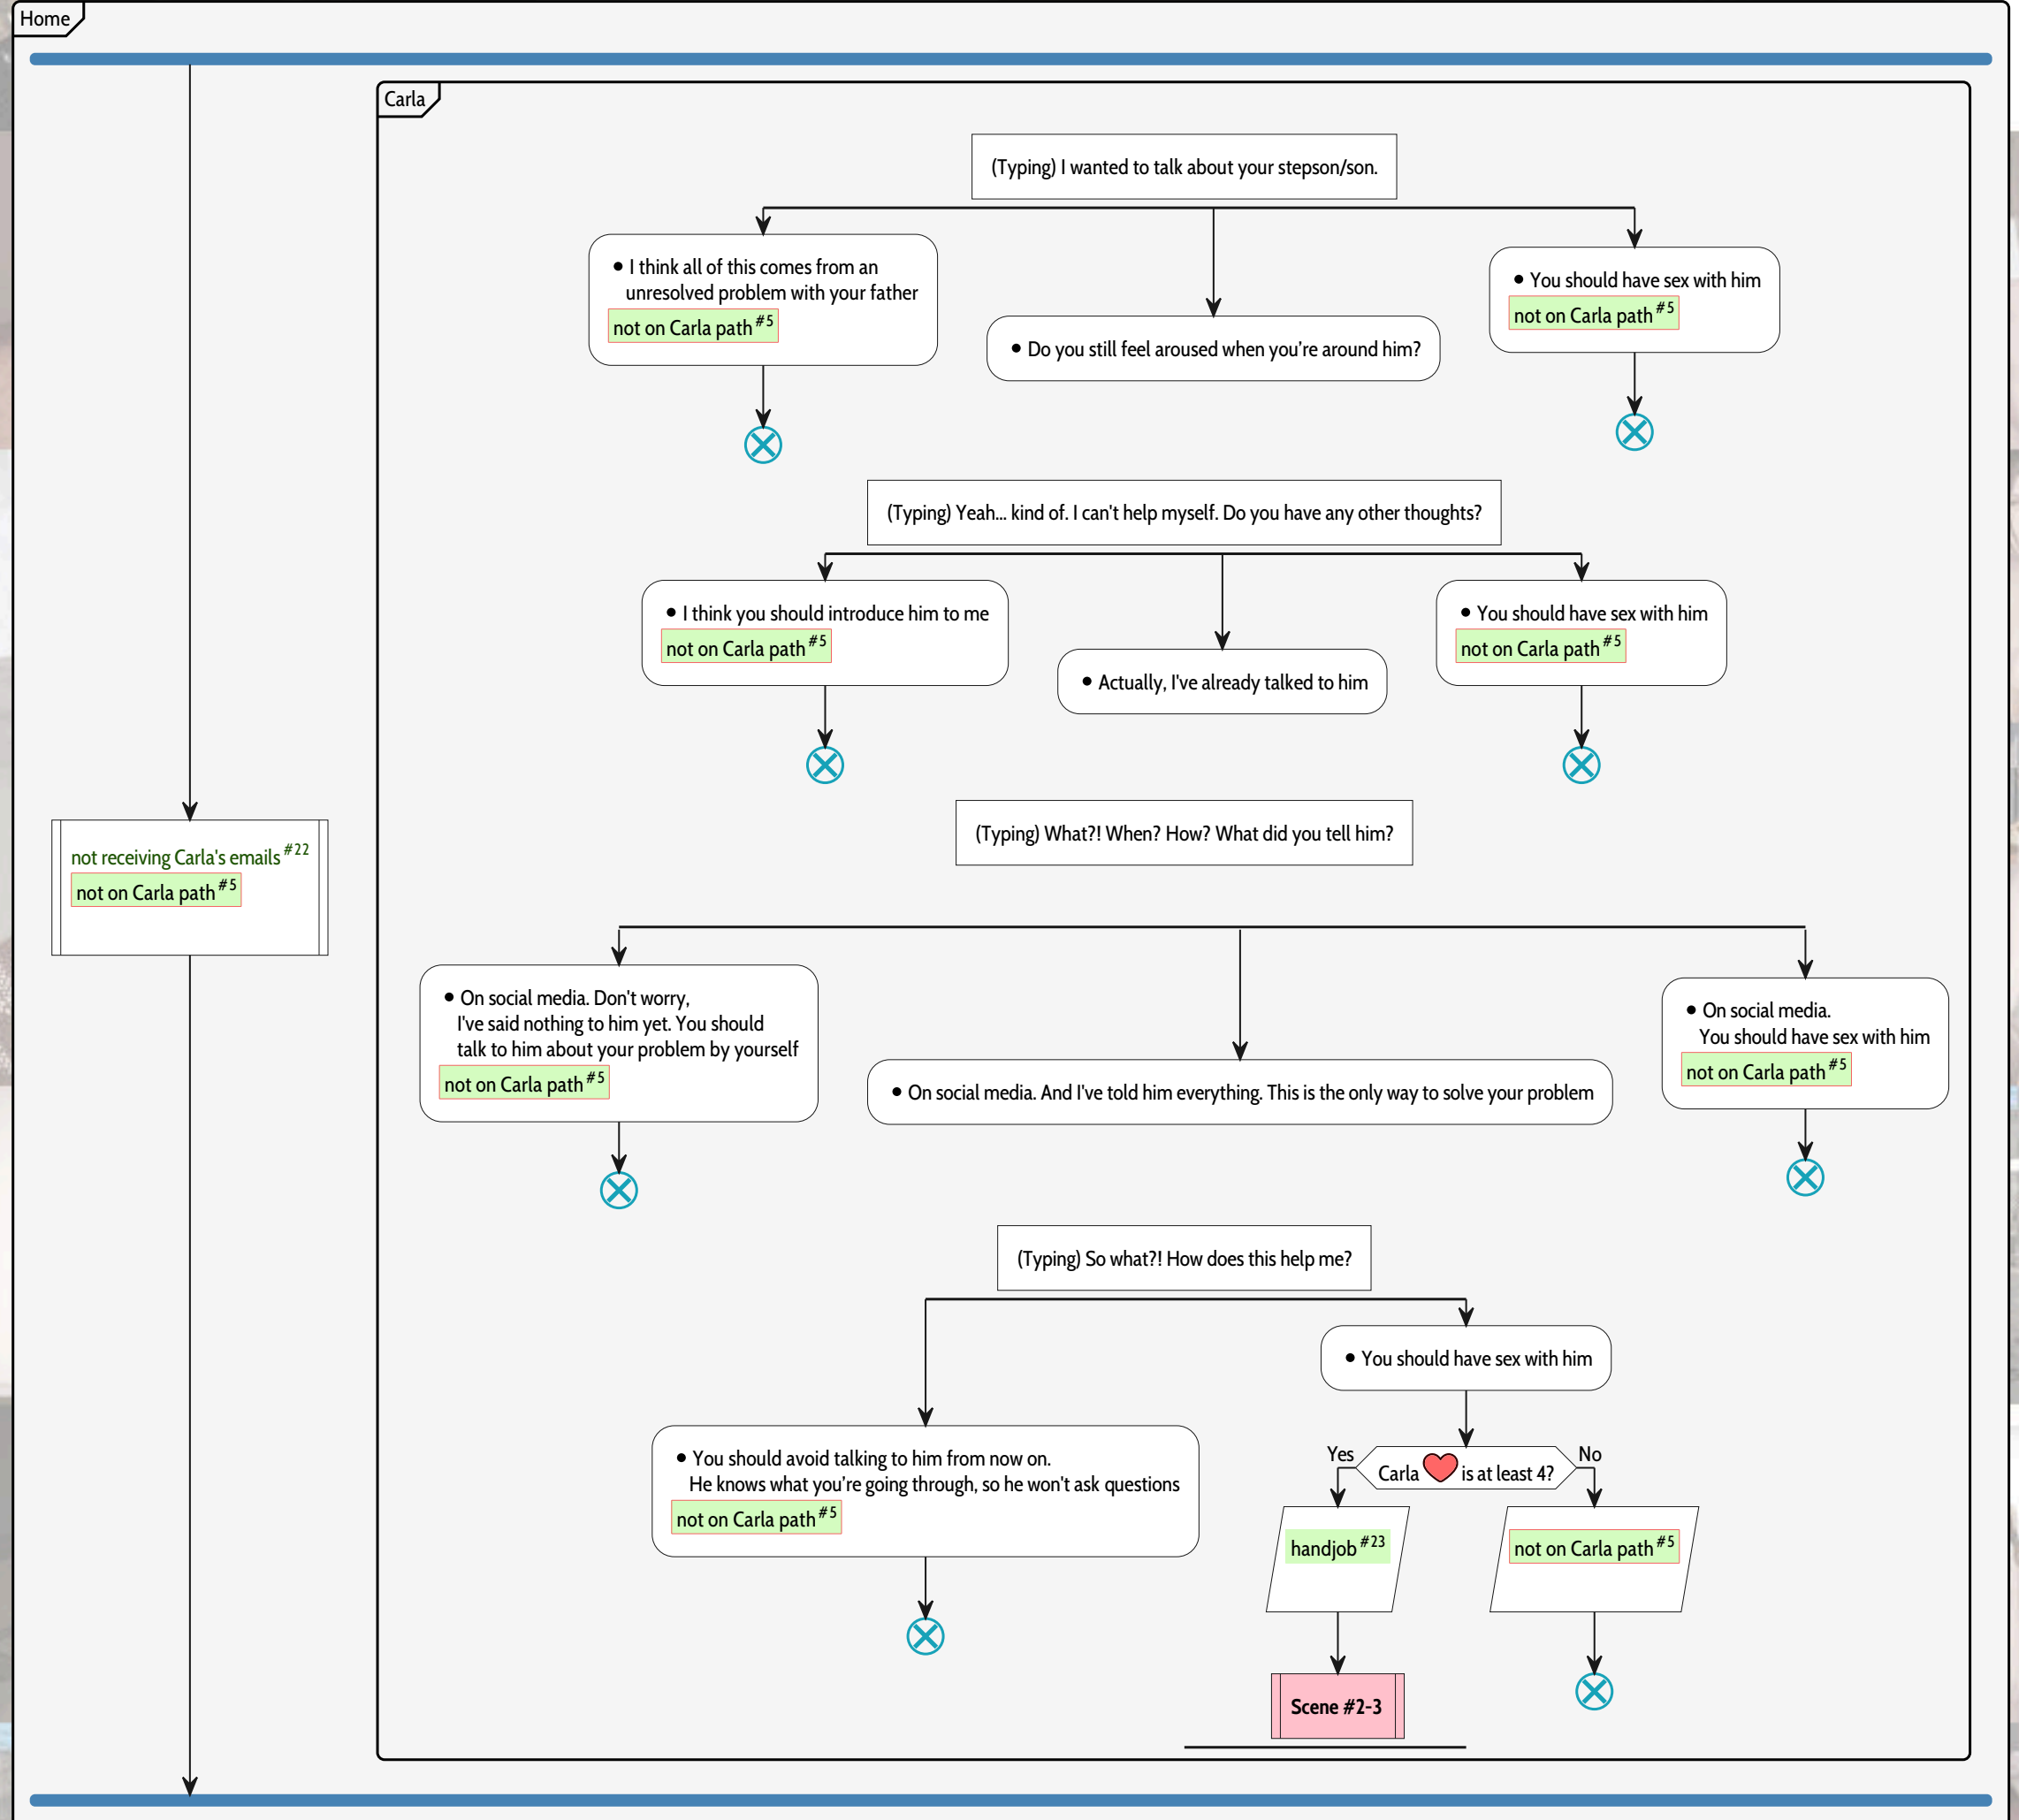 Home
Carla
(Typing) I wanted to talk about your stepson/son.
• I think all of this comes from an
unresolved problem with your father
not on Carla path #5
• Do you still feel aroused when you're around him?
• You should have sex with him
not on Carla path #5
(Typing) Yeah... kind of. I can't help myself. Do you have any other thoughts?
• I think you should introduce him to me
not on Carla path #5
• Actually, I've already talked to him
• You should have sex with him
not on Carla path #5
(Typing) What?! When? How? What did you tell him?
not receiving Carla's emails #22
not on Carla path #5
• On social media. Don't worry,
I've said nothing to him yet. You should
talk to him about your problem by yourself
not on Carla path #5
• On social media. And I've told him everything. This is the only way to solve your problem
• On social media.
You should have sex with him
not on Carla path #5
(Typing) So what?! How does this help me?
• You should avoid talking to him from now on.
He knows what you're going through, so he won't ask questions
not on Carla path #5
• You should have sex with him
Yes
Carla ❤ is at least 4?
No
handjob #23
not on Carla path #5
Scene #2-3